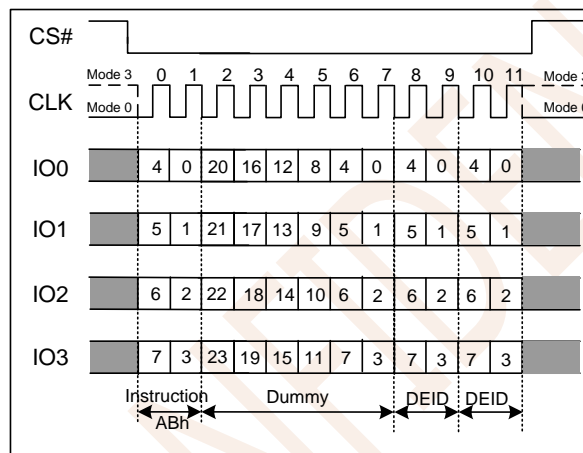 CS#
Mode 3 0 1 2 3 4 5 6 7 8 9 10 11 Mode 3
CLK
Mode 0 Mode 0
IO0 4 0 20 16 12 8 4 0 4 0 4 0
IO1 5 1 21 17 13 9 5 1 5 1 5 1
IO2 6 2 22 18 14 10 6 2 6 2 6 2
IO3 7 3 23 19 15 11 7 3 7 3 7 3
Instruction Dummy DEID DEID
ABh